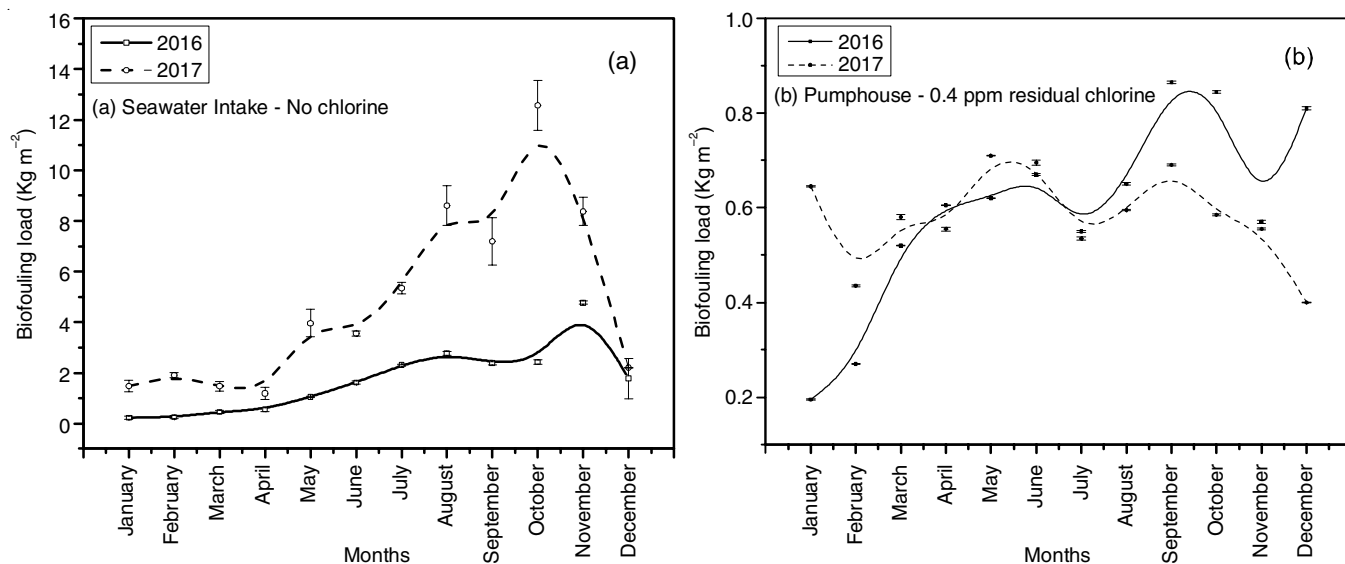 16
14
12
10
8
6
4
2
0
Biofouling load (Kg m⁻²)
2016
2017
(a)
(a) Seawater Intake - No chlorine
January
February
March
April
May
June
July
August
September
October
November
December
Months
1.0
0.8
0.6
0.4
0.2
Biofouling load (Kg m⁻²)
2016
2017
(b)
(b) Pumphouse - 0.4 ppm residual chlorine
January
February
March
April
May
June
July
August
September
October
November
December
Months